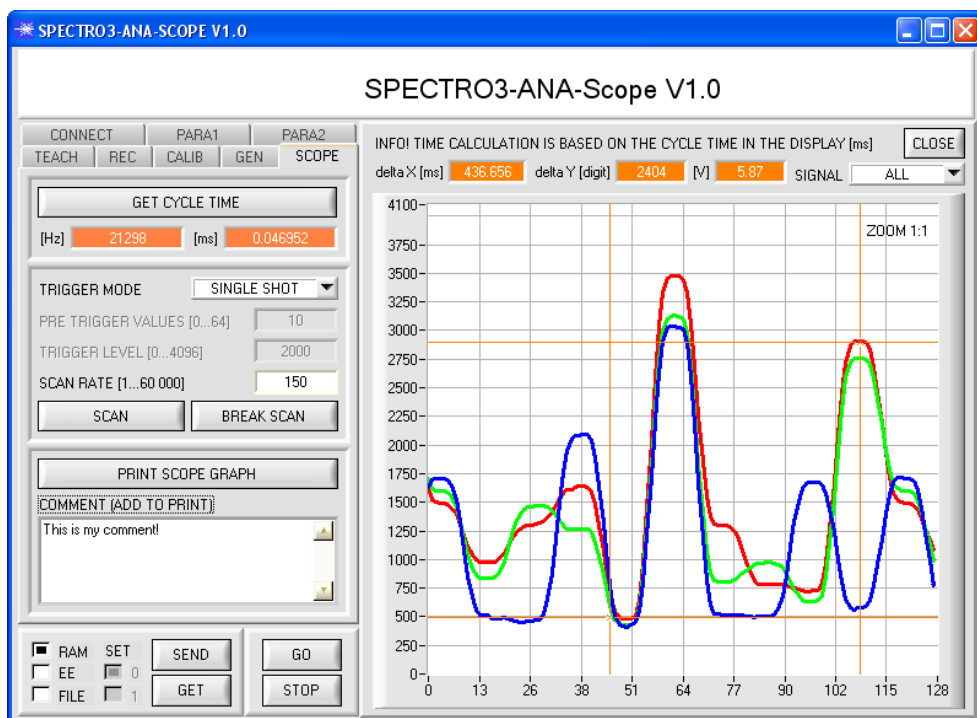 SPECTRO3-ANA-SCOPE V1.0
SPECTRO3-ANA-Scope V1.0
CONNECT PARA1 PARA2
TEACH REC CALIB GEN SCOPE
GET CYCLE TIME
[Hz] 21298 [ms] 0.046952
TRIGGER MODE SINGLE SHOT
PRE TRIGGER VALUES [0...64] 10
TRIGGER LEVEL [0...4096] 2000
SCAN RATE [1...60 000] 150
SCAN BREAK SCAN
PRINT SCOPE GRAPH
COMMENT (ADD TO PRINT)
This is my comment!
RAM SET SEND GO
EE 0
FILE 1 GET STOP
INFO! TIME CALCULATION IS BASED ON THE CYCLE TIME IN THE DISPLAY [ms] CLOSE
delta X [ms] 436.656 delta Y [digit] 2404 [V] 5.87 SIGNAL ALL
ZOOM 1:1
4100
3750
3500
3250
3000
2750
2500
2250
2000
1750
1500
1250
1000
750
500
250
0
0 13 26 38 51 64 77 90 102 115 128